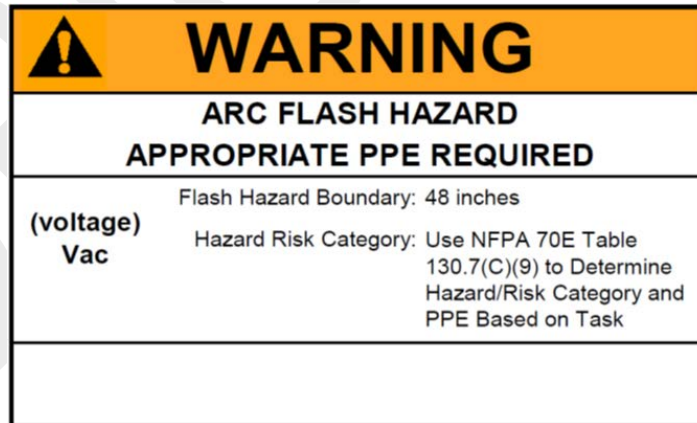 WARNING
ARC FLASH HAZARD
APPROPRIATE PPE REQUIRED
(voltage)
Vac
Flash Hazard Boundary: 48 inches
Hazard Risk Category: Use NFPA 70E Table
130.7(C)(9) to Determine
Hazard/Risk Category and
PPE Based on Task